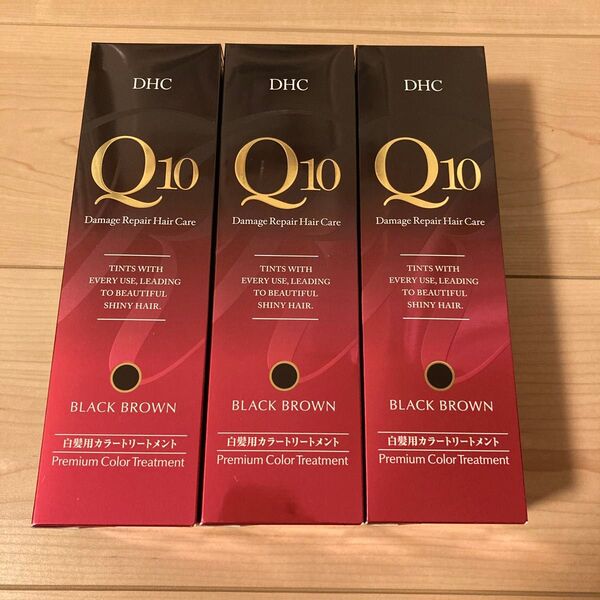 DHC
Q10
Damage Repair Hair Care
TINTS WITH
EVERY USE, LEADING
TO BEAUTIFUL
SHINY HAIR.
BLACK BROWN
白髪用カラートリートメント
Premium Color Treatment
DHC
Q10
Damage Repair Hair Care
TINTS WITH
EVERY USE, LEADING
TO BEAUTIFUL
SHINY HAIR.
BLACK BROWN
白髪用カラートリートメント
Premium Color Treatment
DHC
Q10
Damage Repair Hair Care
TINTS WITH
EVERY USE, LEADING
TO BEAUTIFUL
SHINY HAIR.
BLACK BROWN
白髪用カラートリートメント
Premium Color Treatment